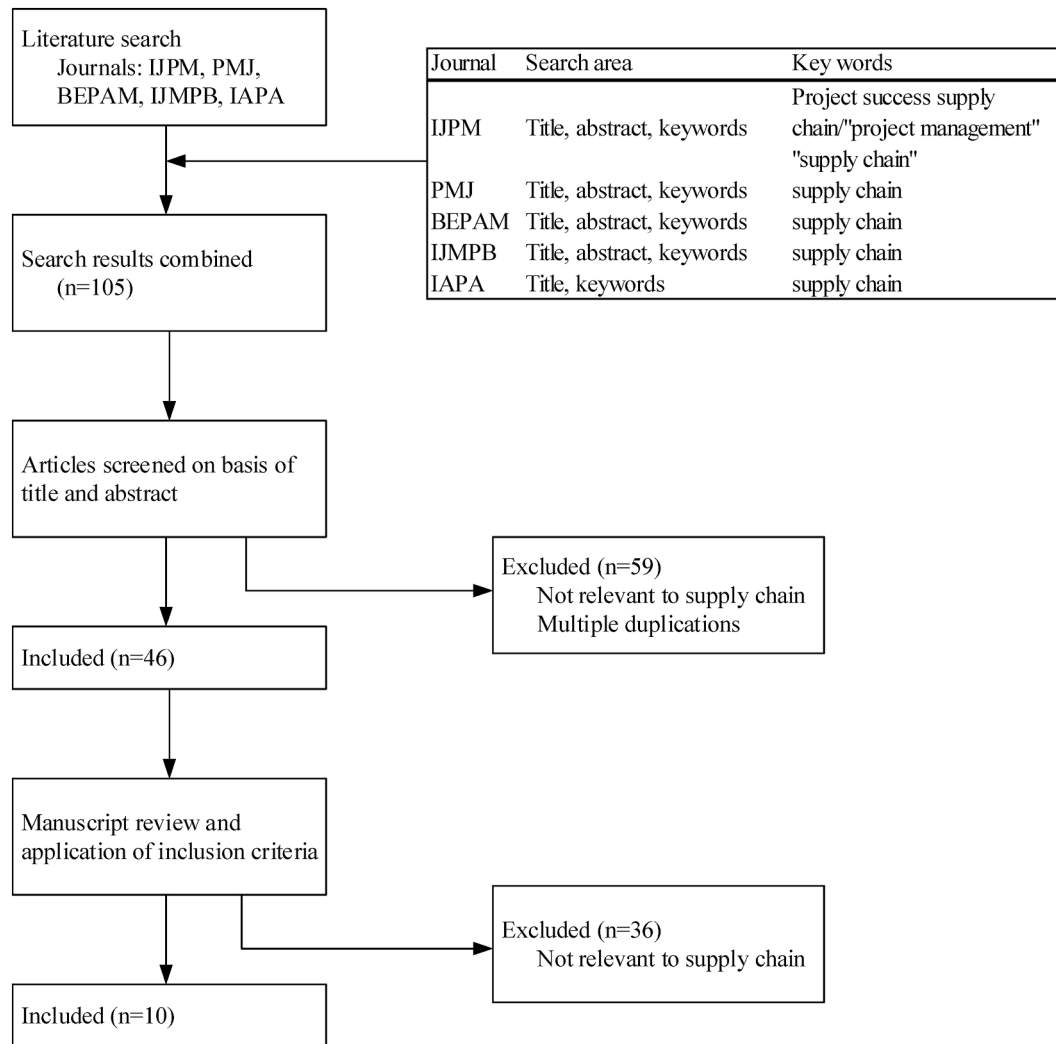 Literature search
Journals: IJPM, PMJ,
BEPAM, IJMPB, IAPA
Journal Search area Key words
IJPM Title, abstract, keywords Project success supply
chain/"project management"
"supply chain"
PMJ Title, abstract, keywords supply chain
BEPAM Title, abstract, keywords supply chain
IJMPB Title, abstract, keywords supply chain
IAPA Title, keywords supply chain
Search results combined
(n=105)
Articles screened on basis of
title and abstract
Excluded (n=59)
Not relevant to supply chain
Multiple duplications
Included (n=46)
Manuscript review and
application of inclusion criteria
Excluded (n=36)
Not relevant to supply chain
Included (n=10)